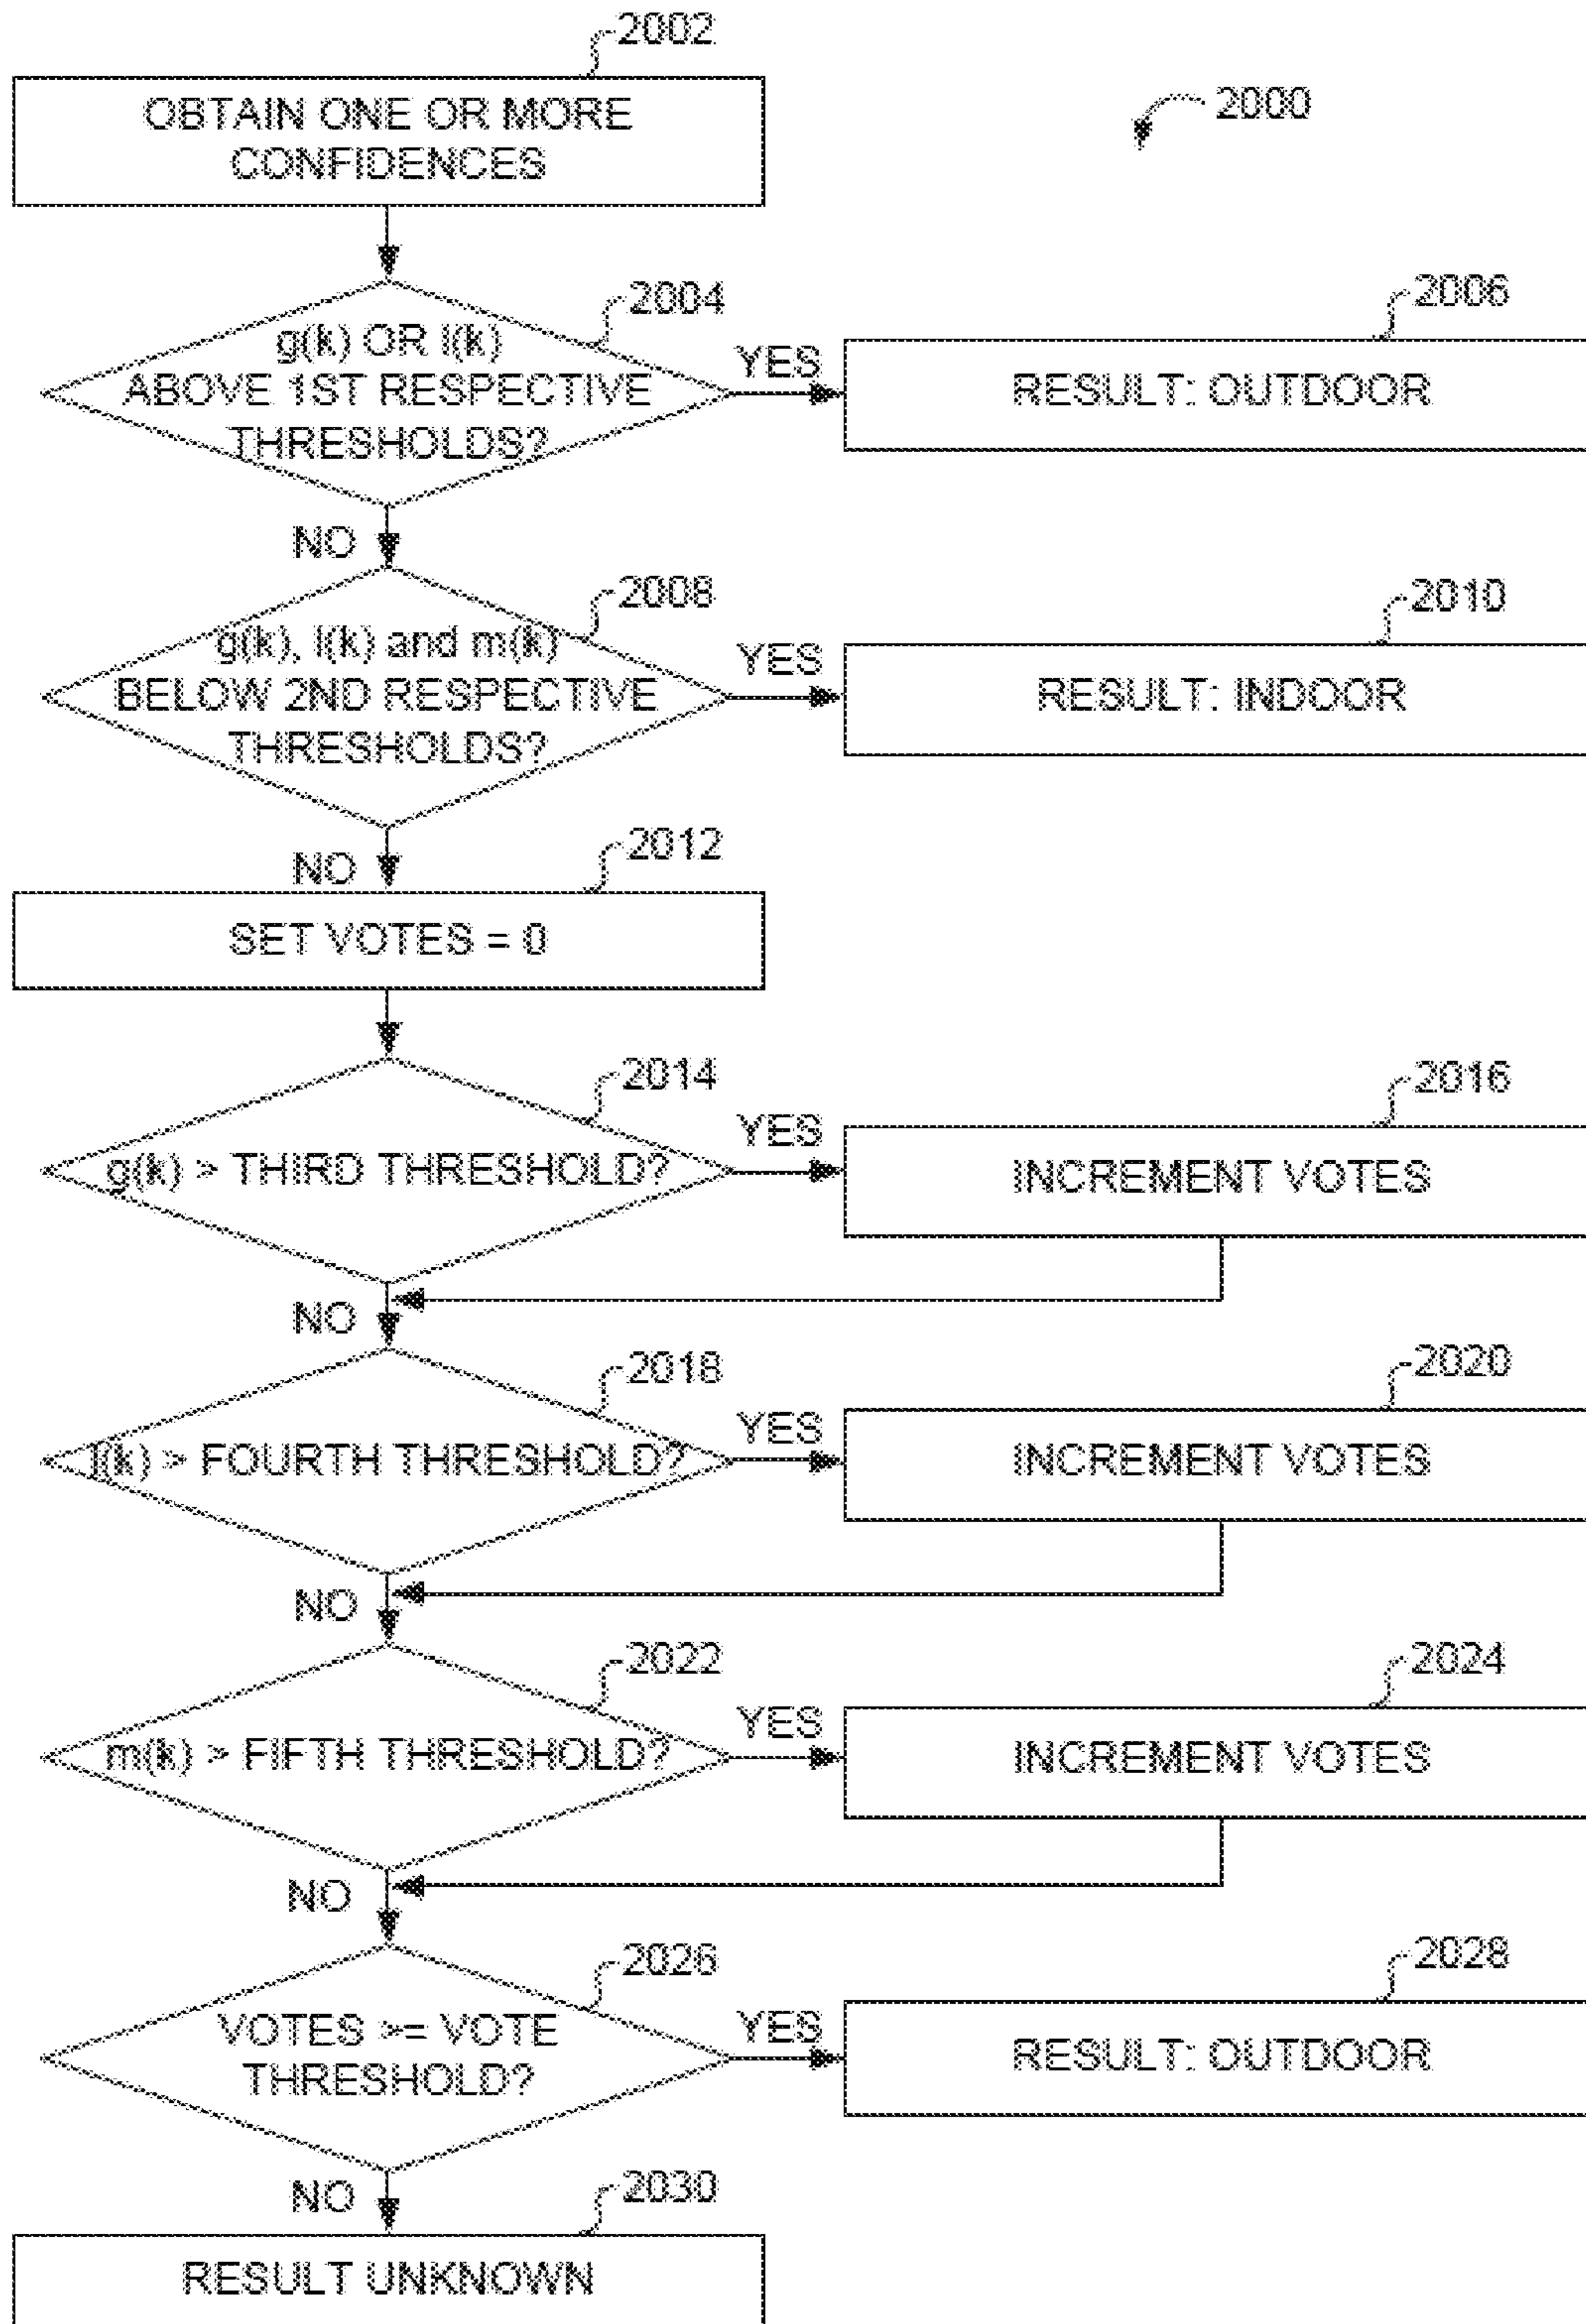 2002
OBTAIN ONE OR MORE
CONFIDENCES
2000
2004
g(k) OR l(k)
ABOVE 1ST RESPECTIVE
THRESHOLDS?
YES
2006
RESULT: OUTDOOR
NO
2008
g(k), l(k) and m(k)
BELOW 2ND RESPECTIVE
THRESHOLDS?
YES
2010
RESULT: INDOOR
NO
2012
SET VOTES = 0
2014
g(k) > THIRD THRESHOLD?
YES
2016
INCREMENT VOTES
NO
2018
l(k) > FOURTH THRESHOLD?
YES
2020
INCREMENT VOTES
NO
2022
m(k) > FIFTH THRESHOLD?
YES
2024
INCREMENT VOTES
NO
2026
VOTES >= VOTE
THRESHOLD?
YES
2028
RESULT: OUTDOOR
NO
2030
RESULT UNKNOWN